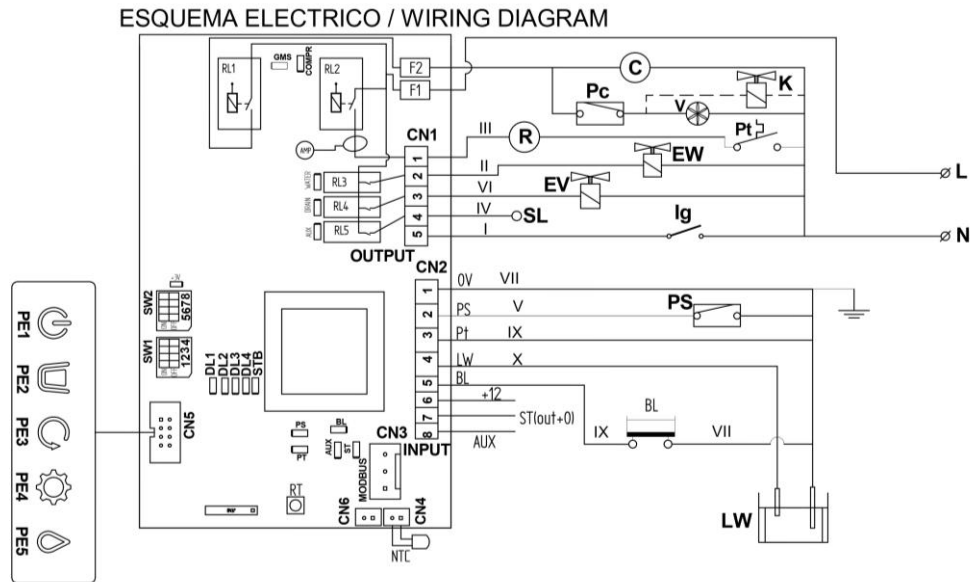 ESQUEMA ELECTRICO / WIRING DIAGRAM
RL1
GMS
COMPR
RL2
F2
F1
C
K
Pc
V
Pt
CN1
III
R
AMP
1
2
3
4
5
II
EW
VI
EV
IV
SL
I
Ig
L
N
WATER
RL3
DRAIN
RL4
AUX
RL5
OUTPUT
CN2
1
2
3
4
5
6
7
8
0V
VII
PS
V
PS
Pt
IX
LW
X
BL
+12
ST(out+0)
AUX
INPUT
IX
BL
VII
LW
SW2
ON
OFF
5678
SW1
ON
OFF
1234
DL1
DL2
DL3
DL4
STB
CN5
PS
PT
BL
AUX
ST
CN3
MODBUS
RT
CN6
CN4
NTC
PE1
PE2
PE3
PE4
PE5